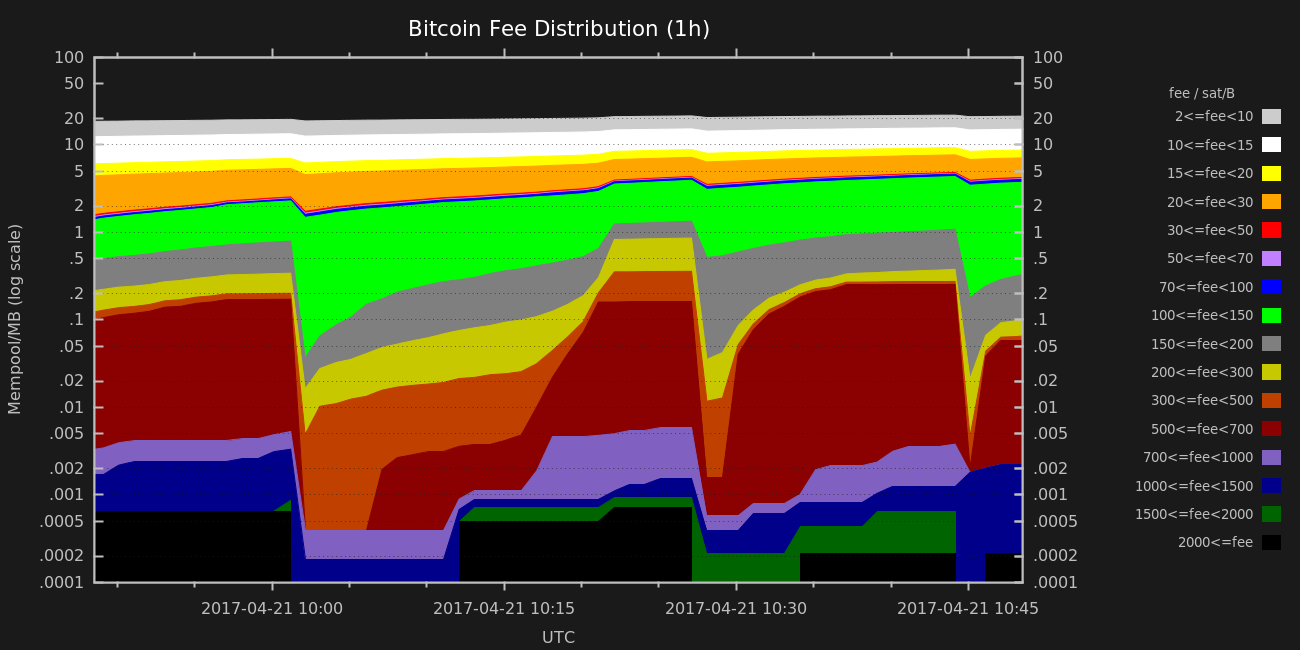 Bitcoin Fee Distribution (1h)
100 100
50 50
20 20
10 10
5 5
2 2
1 1
.5 .5
.2 .2
.1 .1
.05 .05
.02 .02
.01 .01
.005 .005
.002 .002
.001 .001
.0005 .0005
.0002 .0002
.0001 .0001
Mempool/MB (log scale)
2017-04-21 10:00 2017-04-21 10:15 2017-04-21 10:30 2017-04-21 10:45
UTC
fee / sat/B
2<=fee<10
10<=fee<15
15<=fee<20
20<=fee<30
30<=fee<50
50<=fee<70
70<=fee<100
100<=fee<150
150<=fee<200
200<=fee<300
300<=fee<500
500<=fee<700
700<=fee<1000
1000<=fee<1500
1500<=fee<2000
2000<=fee